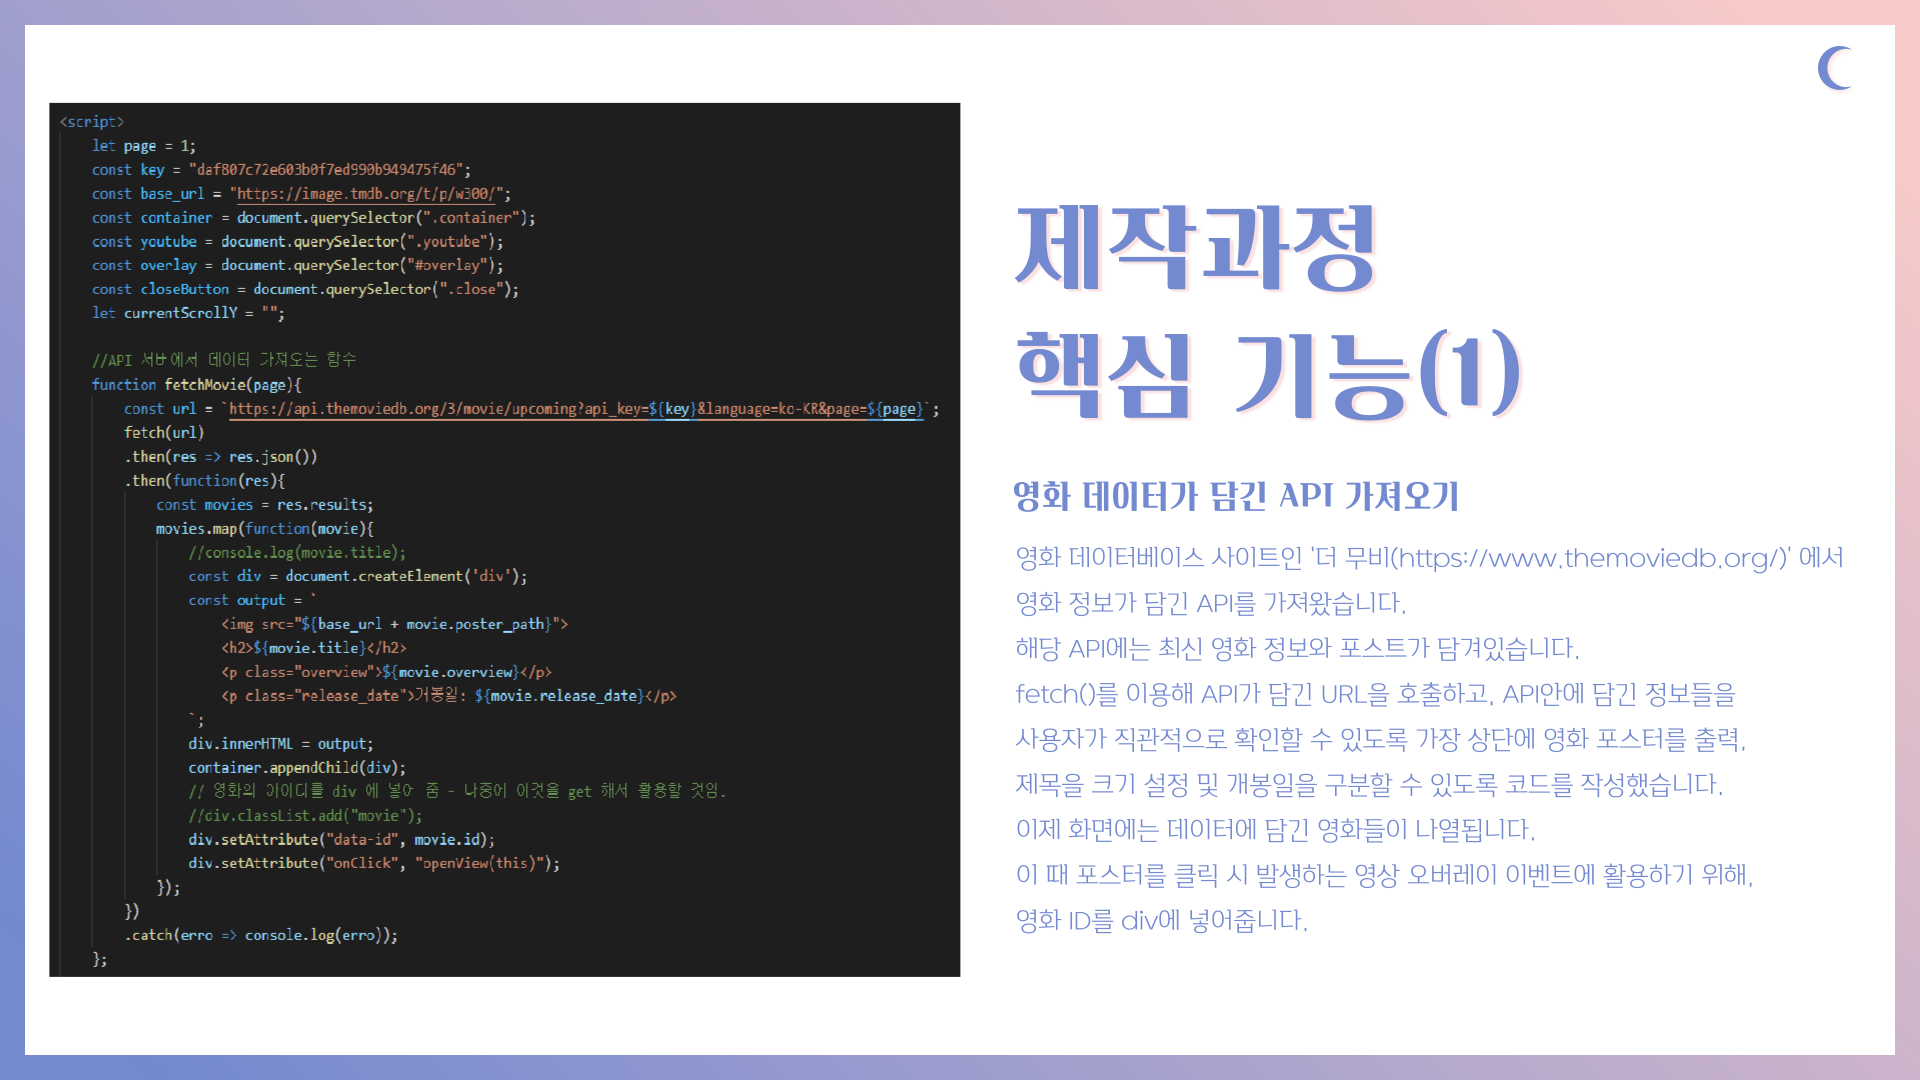 <script>
let page = 1;
const key = "daf807c72e603b0f7ed990b949475f46";
const base_url = "https://image.tmdb.org/t/p/w300/";
const container = document.querySelector(".container");
const youtube = document.querySelector(".youtube");
const overlay = document.querySelector("#overlay");
const closeButton = document.querySelector(".close");
let currentScrollY = "";
//API 서버에서 데이터 가져오는 함수
function fetchMovie(page){
const url = `https://api.themoviedb.org/3/movie/upcoming?api_key=${key}&language=ko-KR&page=${page}`;
fetch(url)
.then(res => res.json())
.then(function(res){
const movies = res.results;
movies.map(function(movie){
//console.log(movie.title);
const div = document.createElement('div');
const output = `
<img src="${base_url + movie.poster_path}">
<h2>${movie.title}</h2>
<p class="overview">${movie.overview}</p>
<p class="release_date">개봉일: ${movie.release_date}</p>
`;
div.innerHTML = output;
container.appendChild(div);
// 영화의 아이디를 div 에 넣어 줌 - 나중에 이것을 get 해서 활용할 것임.
//div.classList.add("movie");
div.setAttribute("data-id", movie.id);
div.setAttribute("onClick", "openView(this)");
});
})
.catch(erro => console.log(erro));
};
제작과정
핵심 기능(1)
영화 데이터가 담긴 API 가져오기
영화 데이터베이스 사이트인 '더 무비(https://www.themoviedb.org/)' 에서
영화 정보가 담긴 API를 가져왔습니다.
해당 API에는 최신 영화 정보와 포스트가 담겨있습니다.
fetch()를 이용해 API가 담긴 URL을 호출하고, API안에 담긴 정보들을
사용자가 직관적으로 확인할 수 있도록 가장 상단에 영화 포스터를 출력,
제목을 크기 설정 및 개봉일을 구분할 수 있도록 코드를 작성했습니다.
이제 화면에는 데이터에 담긴 영화들이 나열됩니다.
이 때 포스터를 클릭 시 발생하는 영상 오버레이 이벤트에 활용하기 위해,
영화 ID를 div에 넣어줍니다.